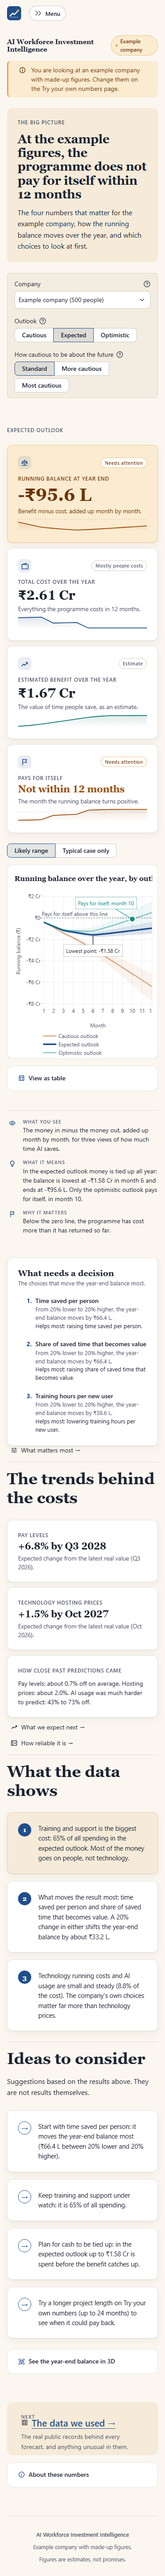 Menu
AI Workforce Investment
Intelligence
Example
company
You are looking at an example company
with made-up figures. Change them on
the Try your own numbers page.
THE BIG PICTURE
At the example
figures, the
programme does not
pay for itself within
12 months
The four numbers that matter for the
example company, how the running
balance moves over the year, and which
choices to look at first.
Company
Example company (500 people)
Outlook
Cautious
Expected
Optimistic
How cautious to be about the future
Standard
More cautious
Most cautious
EXPECTED OUTLOOK
Needs attention
RUNNING BALANCE AT YEAR END
-₹95.6 L
Benefit minus cost, added up month by month.
Mostly people costs
TOTAL COST OVER THE YEAR
₹2.61 Cr
Everything the programme costs in 12 months.
Estimate
ESTIMATED BENEFIT OVER THE YEAR
₹1.67 Cr
The value of time people save, as an estimate.
Needs attention
PAYS FOR ITSELF
Not within 12 months
The month the running balance turns positive.
Likely range
Typical case only
Running balance over the year, by outl
₹2 Cr
Pays for itself: month 10
₹0
Pays for itself above this line
-₹2 Cr
Lowest point: -₹1.58 Cr
-₹4 Cr
-₹6 Cr
-₹8 Cr
Running balance (₹)
1 2 3 4 5 6 7 8 9 10 11 1
Month
Cautious outlook
Expected outlook
Optimistic outlook
View as table
WHAT YOU SEE
The money in minus the money out, added up
month by month, for three views of how much
time AI saves.
WHAT IT MEANS
In the expected outlook money is tied up all year:
the balance is lowest at -₹1.58 Cr in month 6 and
ends at -₹95.6 L. Only the optimistic outlook pays
for itself, in month 10.
WHY IT MATTERS
Below the zero line, the programme has cost
more than it has returned so far.
What needs a decision
The choices that move the year-end balance most.
1. Time saved per person
From 20% lower to 20% higher, the year-
end balance moves by ₹66.4 L.
Helps most: raising time saved per person.
2. Share of saved time that becomes value
From 20% lower to 20% higher, the year-
end balance moves by ₹66.4 L.
Helps most: raising share of saved time that
becomes value.
3. Training hours per new user
From 20% lower to 20% higher, the year-
end balance moves by ₹38.6 L.
Helps most: lowering training hours per
new user.
What matters most →
The trends behind
the costs
PAY LEVELS
+6.8% by Q3 2028
Expected change from the latest real value (Q3
2026).
TECHNOLOGY HOSTING PRICES
+1.5% by Oct 2027
Expected change from the latest real value (Oct
2026).
HOW CLOSE PAST PREDICTIONS CAME
Pay levels: about 0.7% off on average. Hosting
prices: about 2.0%. AI usage was much harder
to predict: 43% to 73% off.
What we expect next →
How reliable it is →
What the data
shows
1
Training and support is the biggest
cost: 65% of all spending in the
expected outlook. Most of the money
goes on people, not technology.
2
What moves the result most: time
saved per person and share of saved
time that becomes value. A 20%
change in either shifts the year-end
balance by about ₹33.2 L.
3
Technology running costs and AI
usage are small and steady (8.8% of
the cost). The company's own choices
matter far more than technology
prices.
Ideas to consider
Suggestions based on the results above. They
are not results themselves.
Start with time saved per person: it
moves the year-end balance most
(₹66.4 L between 20% lower and 20%
higher).
Keep training and support under
watch: it is 65% of all spending.
Plan for cash to be tied up: in the
expected outlook up to ₹1.58 Cr is
spent before the benefit catches up.
Try a longer project length on Try your
own numbers (up to 24 months) to
see when it could pay back.
See the year-end balance in 3D
NEXT
The data we used →
The real public records behind every
forecast, and anything unusual in them.
About these numbers
AI Workforce Investment Intelligence
Example company with made-up figures.
Figures are estimates, not promises.